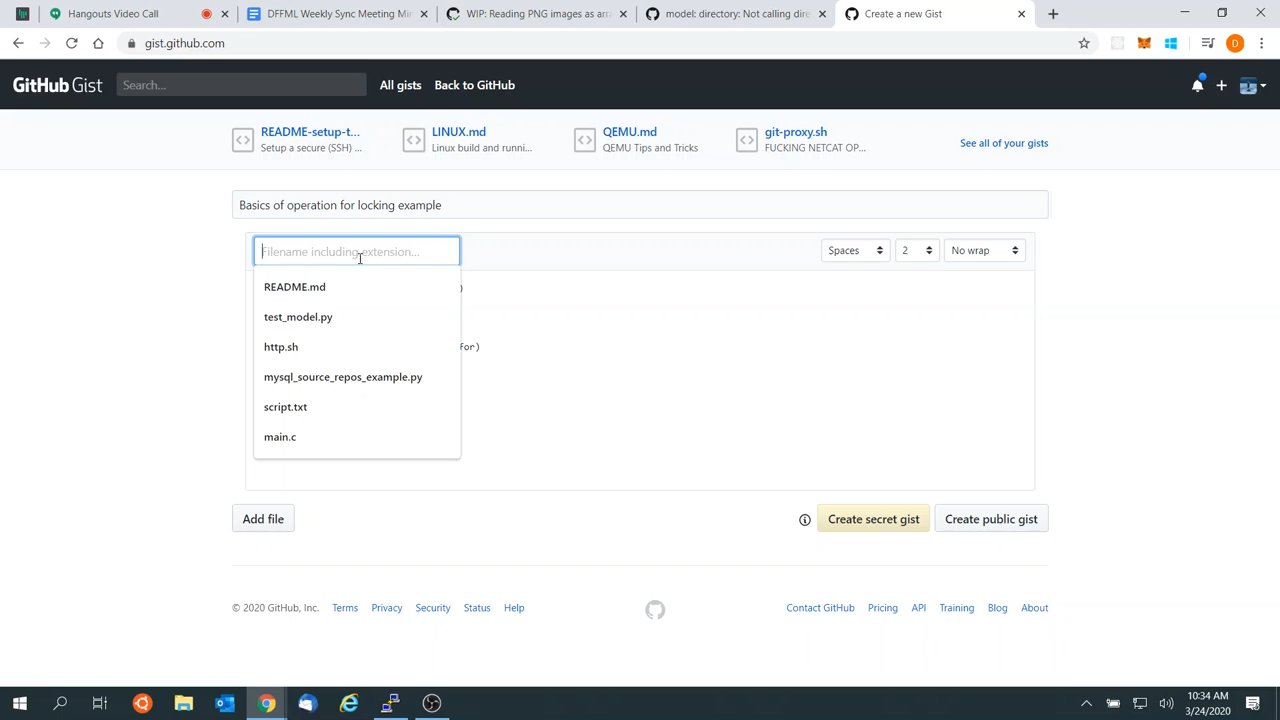 Hangouts Video Call
DFFML Weekly Sync Meeting Mi
WIP: Reading PNG images as arr
model: directory: Not calling dire
Create a new Gist
gist.github.com
D
GitHub Gist
Search...
All gists
Back to GitHub
README-setup-t...
Setup a secure (SSH) ...
LINUX.md
Linux build and runni...
QEMU.md
QEMU Tips and Tricks
git-proxy.sh
FUCKING NETCAT OP...
See all of your gists
Basics of operation for locking example
Filename including extension...
Spaces
2
No wrap
)
README.md
test_model.py
http.sh
for)
mysql_source_repos_example.py
script.txt
main.c
Add file
Create secret gist
Create public gist
© 2020 GitHub, Inc.
Terms
Privacy
Security
Status
Help
Contact GitHub
Pricing
API
Training
Blog
About
10:34 AM
3/24/2020